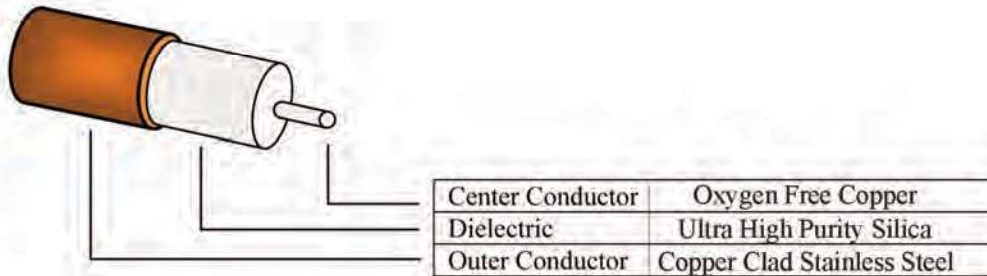 Center Conductor Oxygen Free Copper
Dielectric Ultra High Purity Silica
Outer Conductor Copper Clad Stainless Steel